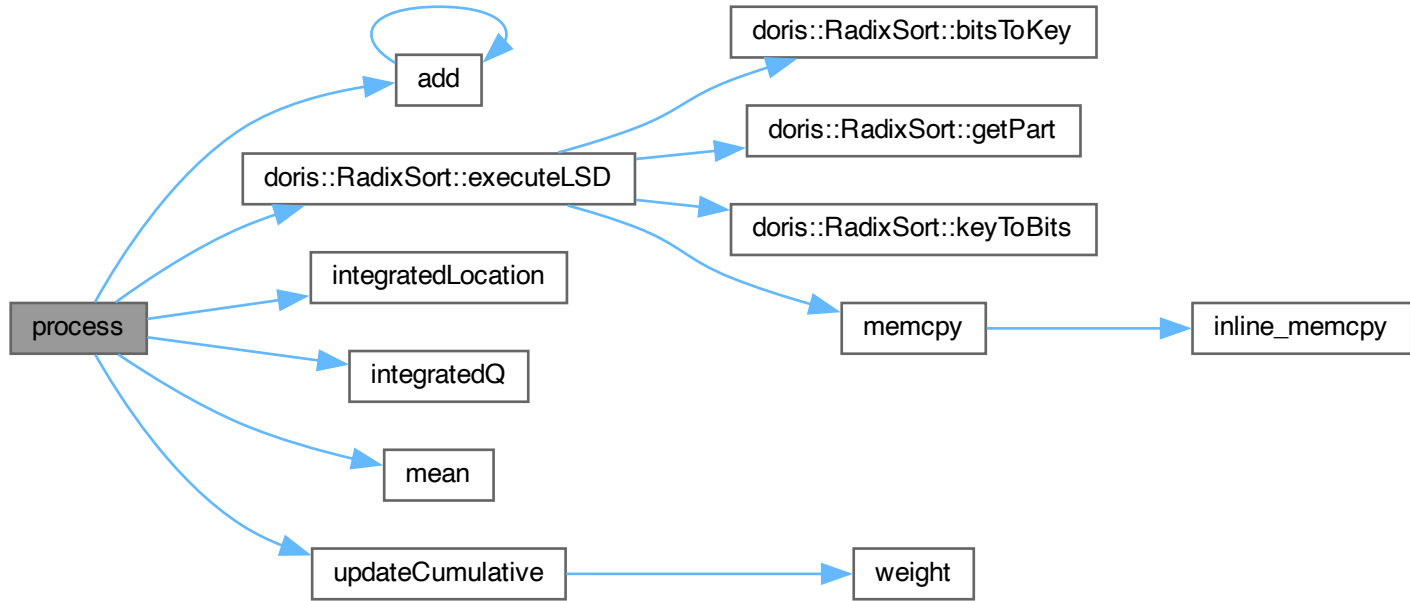 process
add
doris::RadixSort::executeLSD
doris::RadixSort::bitsToKey
doris::RadixSort::getPart
doris::RadixSort::keyToBits
memcpy
inline_memcpy
integratedLocation
integratedQ
mean
updateCumulative
weight